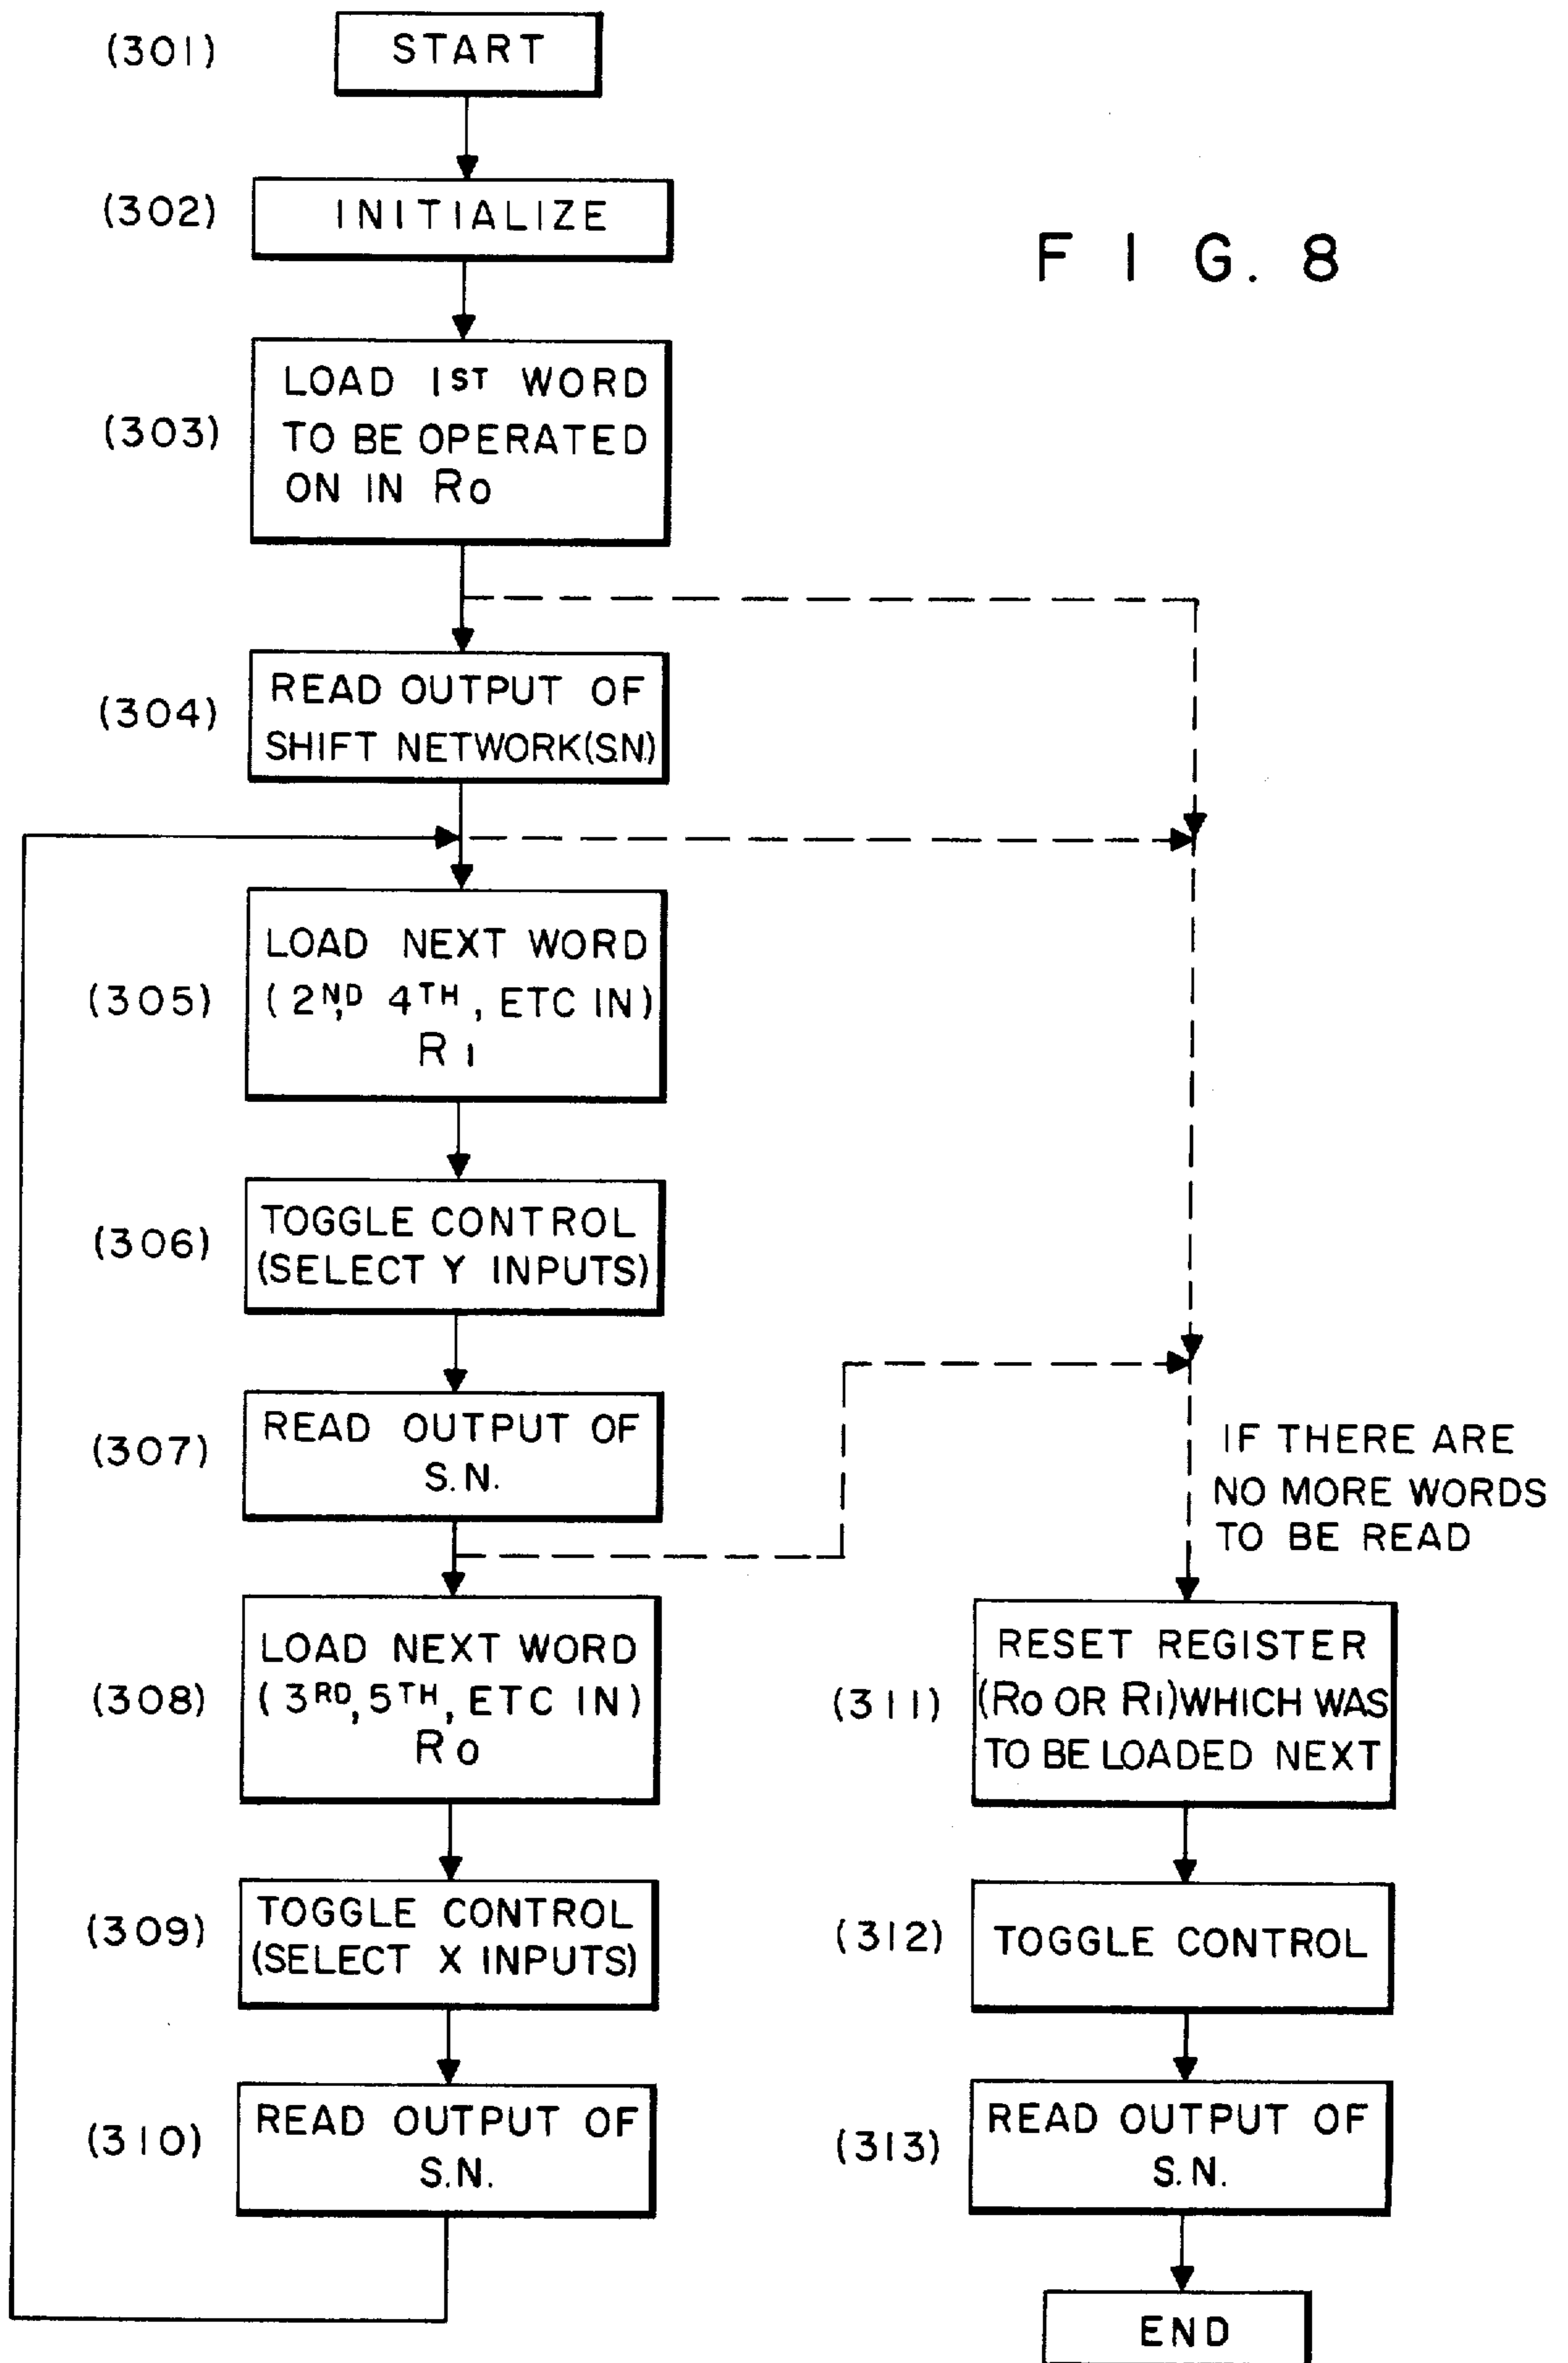 (301)
START
(302)
INITIALIZE
FIG. 8
(303)
LOAD 1ST WORD
TO BE OPERATED
ON IN Ro
(304)
READ OUTPUT OF
SHIFT NETWORK(S.N.)
(305)
LOAD NEXT WORD
(2ND, 4TH, ETC IN)
R1
(306)
TOGGLE CONTROL
(SELECT Y INPUTS)
(307)
READ OUTPUT OF
S.N.
IF THERE ARE
NO MORE WORDS
TO BE READ
(308)
LOAD NEXT WORD
(3RD, 5TH, ETC IN)
Ro
(311)
RESET REGISTER
(Ro OR R1) WHICH WAS
TO BE LOADED NEXT
(309)
TOGGLE CONTROL
(SELECT X INPUTS)
(312)
TOGGLE CONTROL
(310)
READ OUTPUT OF
S.N.
(313)
READ OUTPUT OF
S.N.
END